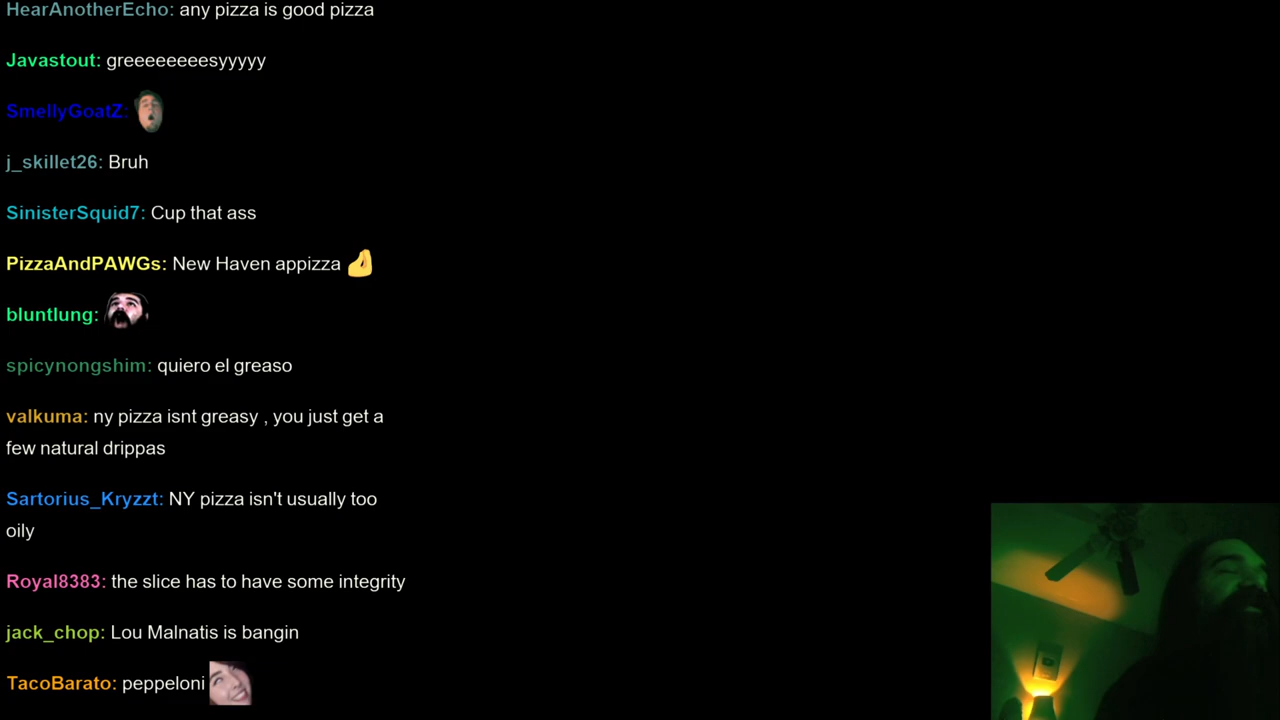 HearAnotherEcho: any pizza is good pizza
Javastout: greeeeeeeesyyyyy
SmellyGoatZ:
j_skillet26: Bruh
SinisterSquid7: Cup that ass
PizzaAndPAWGs: New Haven appizza
bluntlung:
spicynongshim: quiero el greaso
valkuma: ny pizza isnt greasy , you just get a
few natural drippas
Sartorius_Kryzzt: NY pizza isn't usually too
oily
Royal8383: the slice has to have some integrity
jack_chop: Lou Malnatis is bangin
TacoBarato: peppeloni